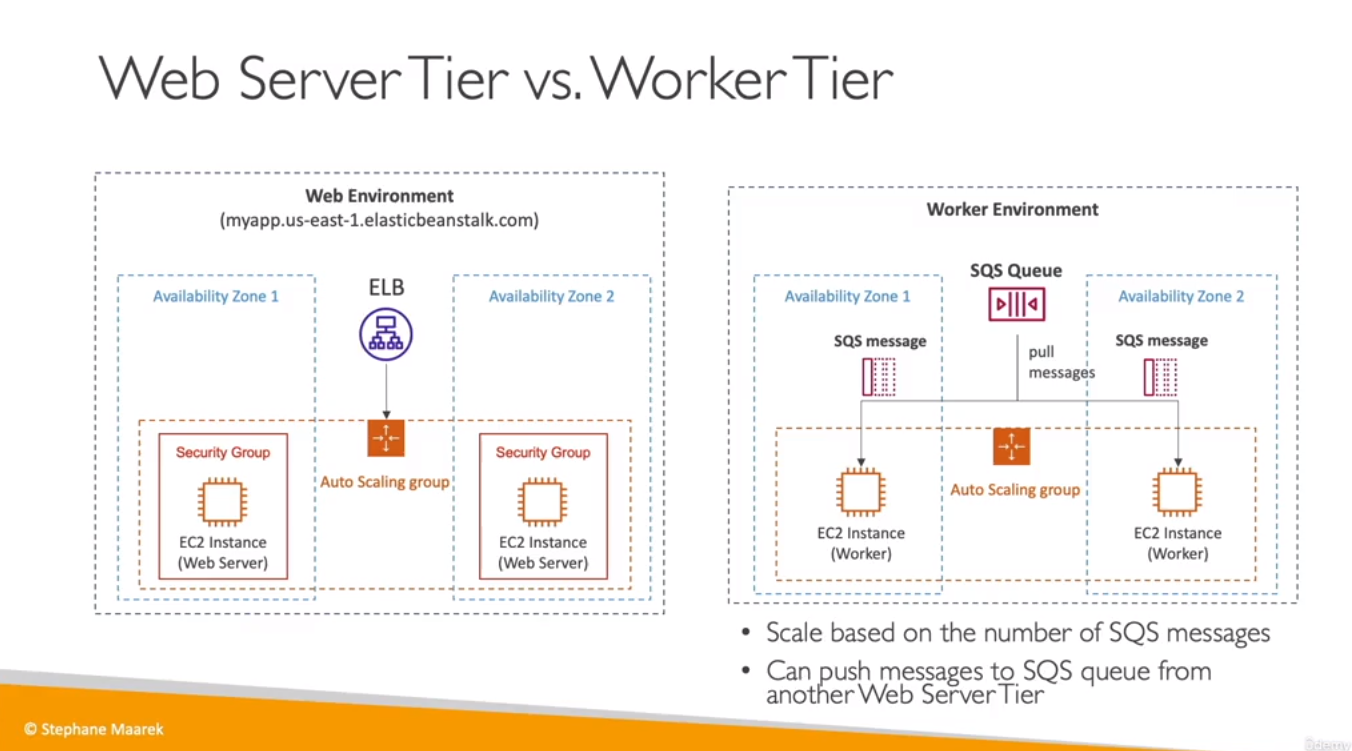 Web Server Tier vs. Worker Tier
Web Environment
(myapp.us-east-1.elasticbeanstalk.com)
Availability Zone 1
ELB
Availability Zone 2
Security Group
Auto Scaling group
Security Group
EC2 Instance
(Web Server)
EC2 Instance
(Web Server)
Worker Environment
SQS Queue
Availability Zone 1
Availability Zone 2
SQS message
pull
messages
SQS message
Auto Scaling group
EC2 Instance
(Worker)
EC2 Instance
(Worker)
• Scale based on the number of SQS messages
• Can push messages to SQS queue from
another Web Server Tier
© Stephane Maarek
ûdemy